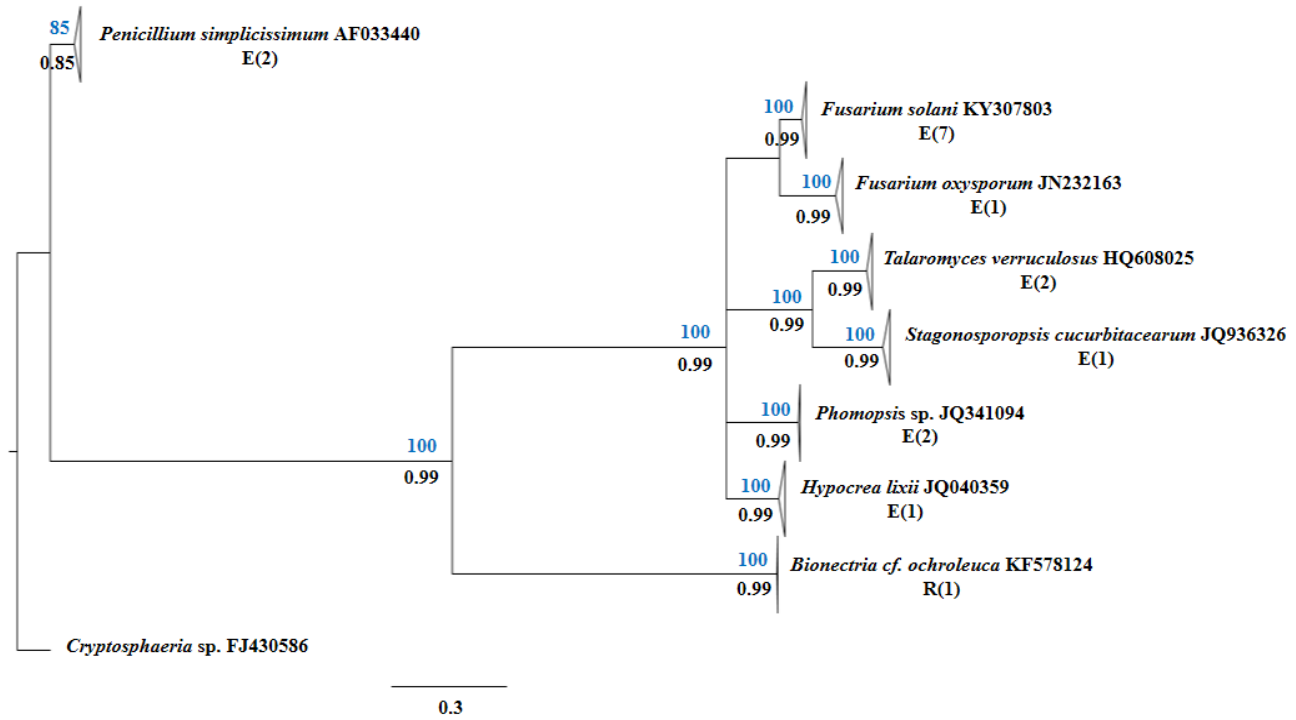 85
Penicillium simplicissimum AF033440
0.85
E(2)
100
Fusarium solani KY307803
0.99
E(7)
100
Fusarium oxysporum JN232163
0.99
E(1)
100
Talaromyces verruculosus HQ608025
0.99
E(2)
100
0.99
100
Stagonosporopsis cucurbitacearum JQ936326
0.99
E(1)
100
0.99
100
Phomopsis sp. JQ341094
0.99
E(2)
100
0.99
100
Hypocrea lixii JQ040359
0.99
E(1)
100
Bionectria cf. ochroleuca KF578124
0.99
R(1)
Cryptosphaeria sp. FJ430586
0.3